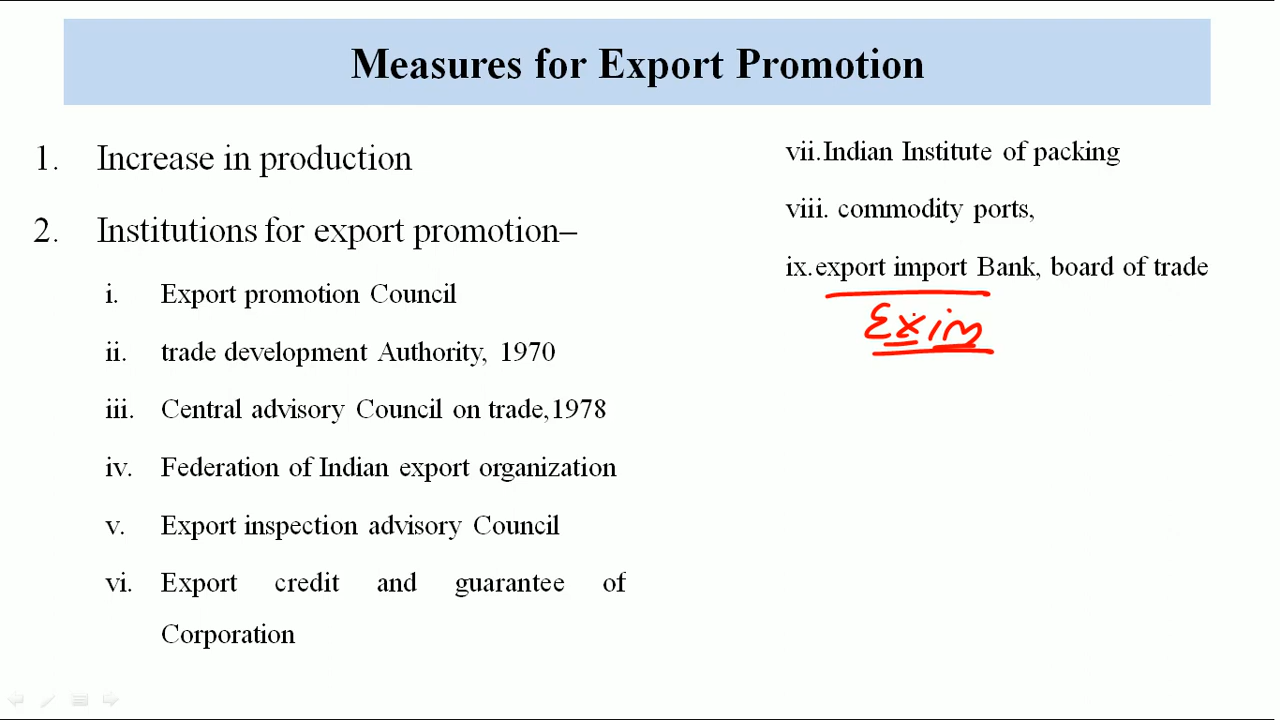 Measures for Export Promotion
1. Increase in production
2. Institutions for export promotion–
i. Export promotion Council
ii. trade development Authority, 1970
iii. Central advisory Council on trade,1978
iv. Federation of Indian export organization
v. Export inspection advisory Council
vi. Export credit and guarantee of
Corporation
vii.Indian Institute of packing
viii. commodity ports,
ix.export import Bank, board of trade
Exim